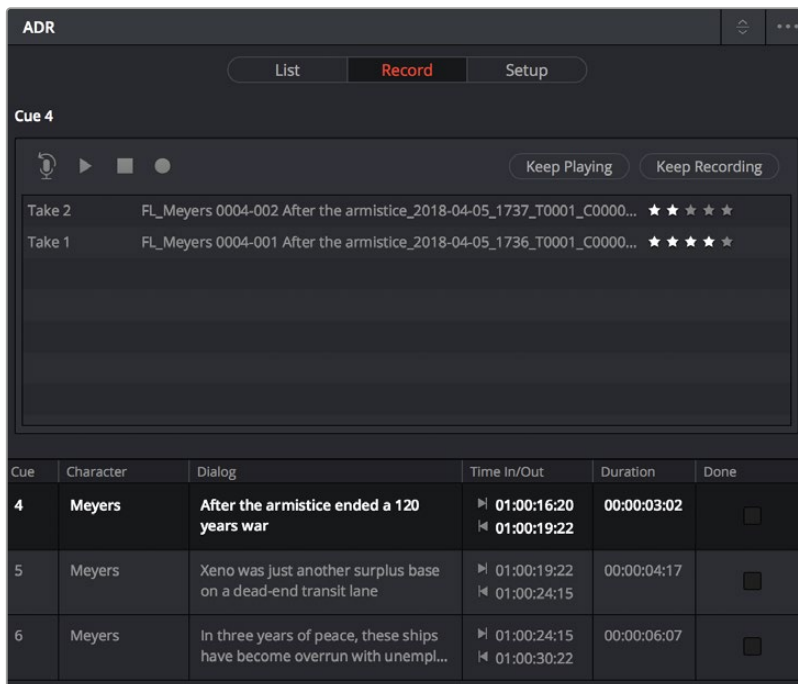 ADR
List Record Setup
Cue 4
Keep Playing Keep Recording
Take 2 FL_Meyers 0004-002 After the armistice_2018-04-05_1737_T0001_C0000...
Take 1 FL_Meyers 0004-001 After the armistice_2018-04-05_1736_T0001_C0000...
Cue Character Dialog Time In/Out Duration Done
4 Meyers After the armistice ended a 120 01:00:16:20 00:00:03:02
years war 01:00:19:22
5 Meyers Xeno was just another surplus base 01:00:19:22 00:00:04:17
on a dead-end transit lane 01:00:24:15
6 Meyers In three years of peace, these ships 01:00:24:15 00:00:06:07
have become overrun with unempl... 01:00:30:22